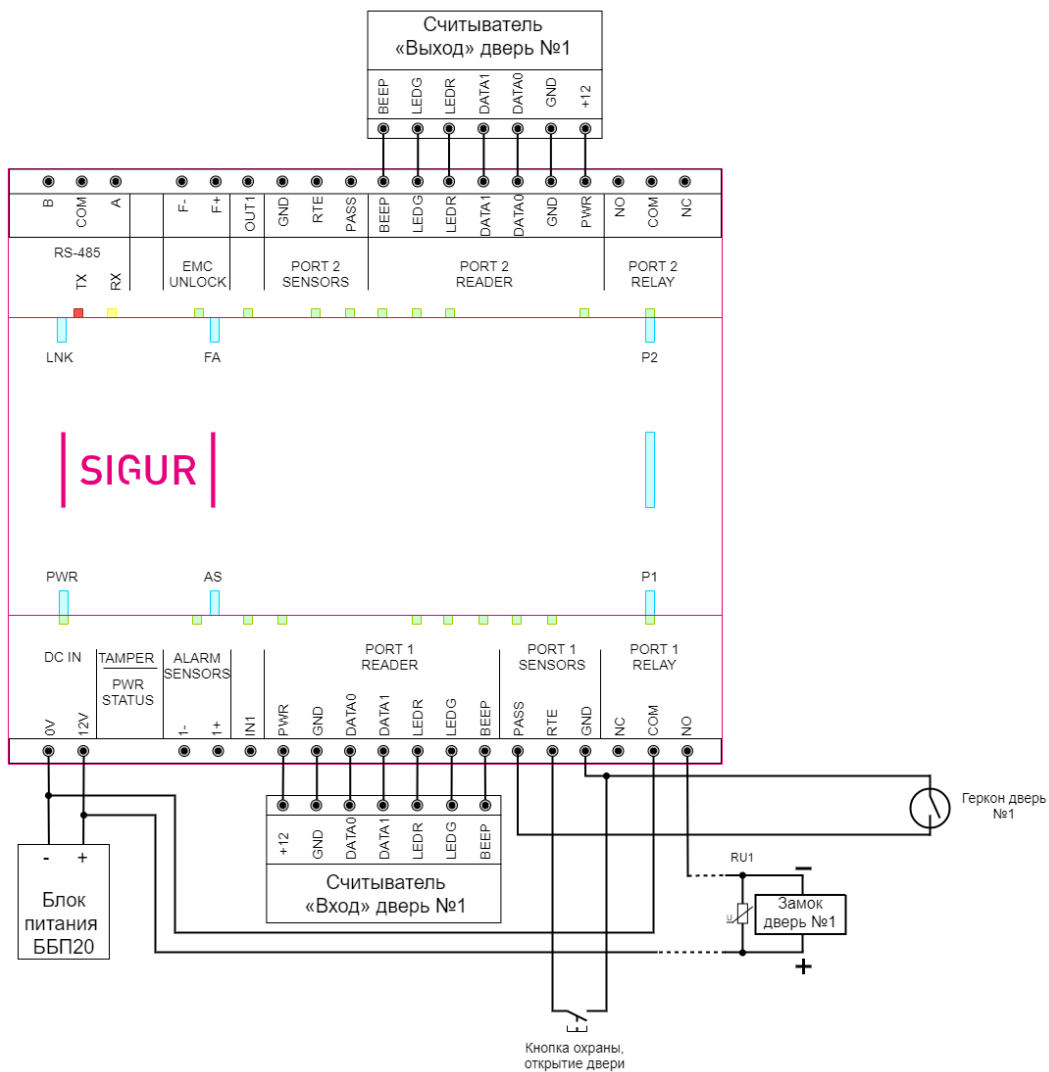 Считыватель
«Выход» дверь №1
BEEP LEDG LEDR DATA1 DATA0 GND +12
B COM A F- F+ OUT1 GND RTE PASS BEEP LEDG LEDR DATA1 DATA0 GND PWR NO COM NC
RS-485
TX RX
EMC
UNLOCK
PORT 2
SENSORS
PORT 2
READER
PORT 2
RELAY
LNK FA P2
SIGUR
PWR AS P1
DC IN
TAMPER
PWR
STATUS
ALARM
SENSORS
PORT 1
READER
PORT 1
SENSORS
PORT 1
RELAY
0V 12V 1- 1+ IN1 PWR GND DATA0 DATA1 LEDR LEDG BEEP PASS RTE GND NC COM NO
+12 GND DATA0 DATA1 LEDR LEDG BEEP
Считыватель
«Вход» дверь №1
Геркон дверь
№1
- +
Блок
питания
ББП20
RU1
U
–
Замок
дверь №1
+
Кнопка охраны,
открытие двери